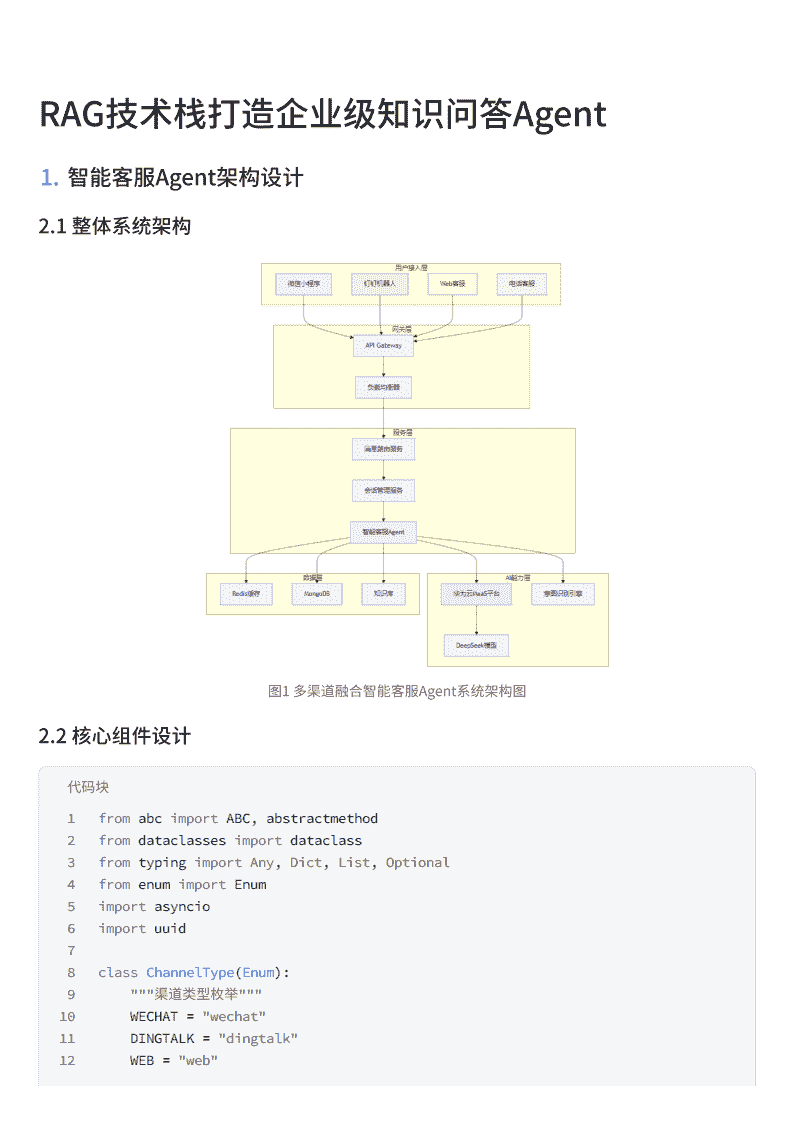 RAG技术栈打造企业级知识问答Agent
1. 智能客服Agent架构设计
2.1 整体系统架构
用户接入层
微信小程序
钉钉机器人
Web客服
电话客服
网关层
API Gateway
负载均衡器
服务层
消息路由服务
会话管理服务
智能客服Agent
数据层
Redis缓存
MongoDB
知识库
AI能力层
华为云MaaS平台
意图识别引擎
DeepSeek模型
图1 多渠道融合智能客服Agent系统架构图
2.2 核心组件设计
代码块
1 from abc import ABC, abstractmethod
2 from dataclasses import dataclass
3 from typing import Any, Dict, List, Optional
4 from enum import Enum
5 import asyncio
6 import uuid
7
8 class ChannelType(Enum):
9     """渠道类型枚举"""
10     WECHAT = "wechat"
11     DINGTALK = "dingtalk"
12     WEB = "web"